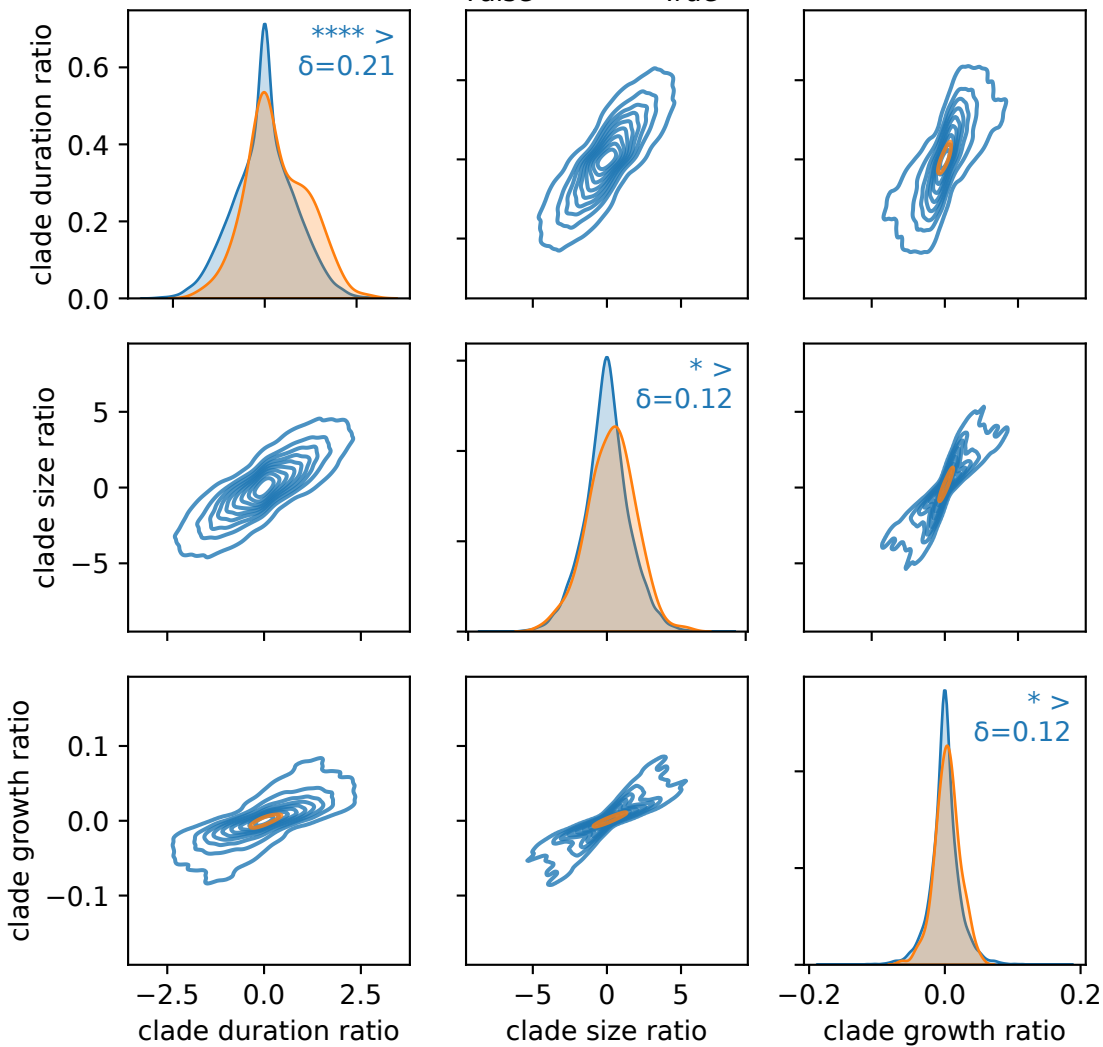 clade duration ratio
0.6
0.4
0.2
0.0
**** >
δ=0.21
clade size ratio
5
0
−5
* >
δ=0.12
clade growth ratio
0.1
0.0
−0.1
* >
δ=0.12
−2.5 0.0 2.5
−5 0 5
−0.2 0.0 0.2
clade duration ratio
clade size ratio
clade growth ratio